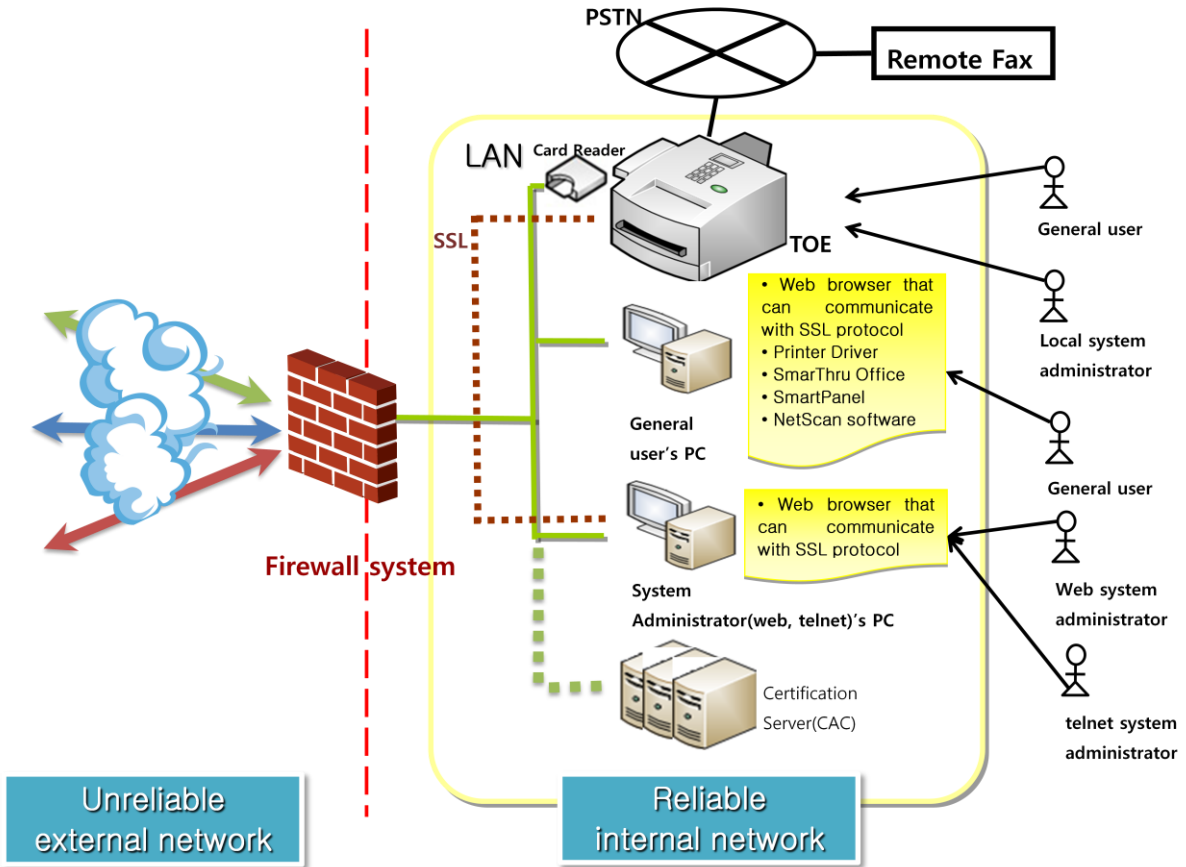 PSTN
Remote Fax
LAN
Card Reader
SSL
TOE
General user
• Web browser that
can communicate
with SSL protocol
• Printer Driver
• SmarThru Office
• SmartPanel
• NetScan software
Local system
administrator
General
user's PC
General user
• Web browser that
can communicate
with SSL protocol
Firewall system
System
Administrator(web, telnet)'s PC
Web system
administrator
Certification
Server(CAC)
telnet system
administrator
Unreliable
external network
Reliable
internal network